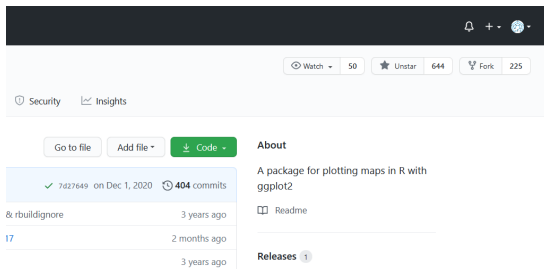 Watch 50 Unstar 644 Fork 225
Security Insights
Go to file Add file Code
About
A package for plotting maps in R with
ggplot2
7d27649 on Dec 1, 2020 404 commits
Readme
& rbuildignore 3 years ago
17 2 months ago
Releases 1
3 years ago